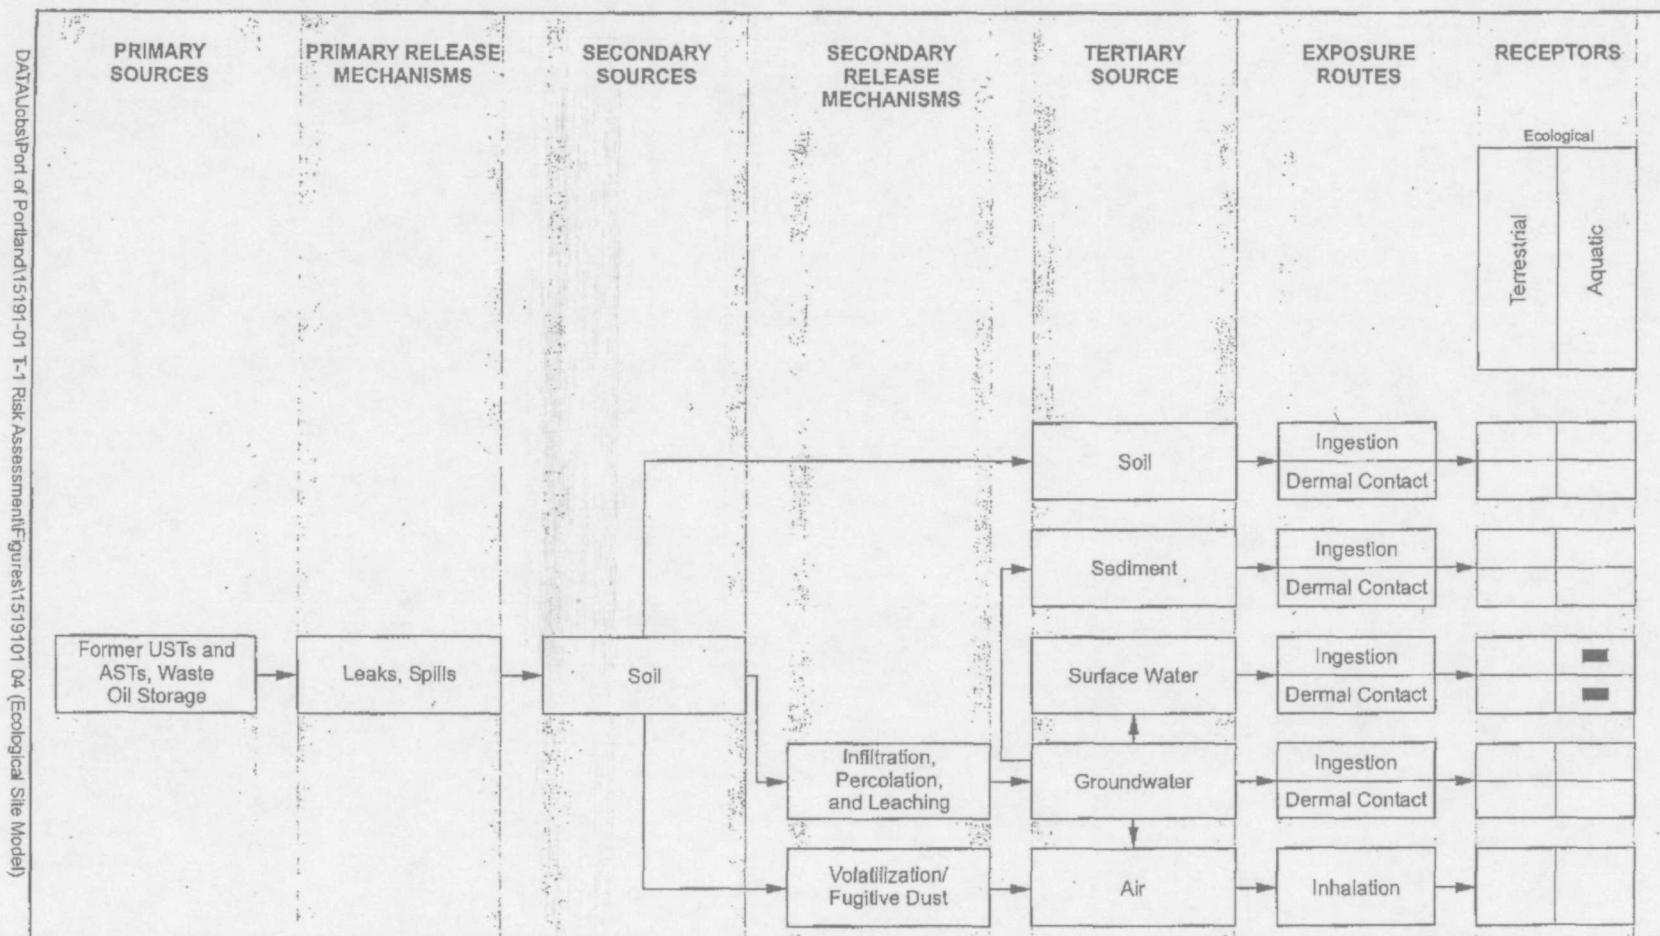 PRIMARY
SOURCES
PRIMARY RELEASE
MECHANISMS
SECONDARY
SOURCES
SECONDARY
RELEASE
MECHANISMS
TERTIARY
SOURCE
EXPOSURE
ROUTES
RECEPTORS
Ecological
Terrestrial
Aquatic
Soil
Ingestion
Dermal Contact
Sediment
Ingestion
Dermal Contact
Former USTs and
ASTs, Waste
Oil Storage
Leaks, Spills
Soil
Surface Water
Ingestion
Dermal Contact
Infiltration,
Percolation,
and Leaching
Groundwater
Ingestion
Dermal Contact
Volatilization/
Fugitive Dust
Air
Inhalation
DATA\Jobs\Port of Portland\15191-01 T-1 Risk Assessment\Figures\1519101 04 (Ecological Site Model)